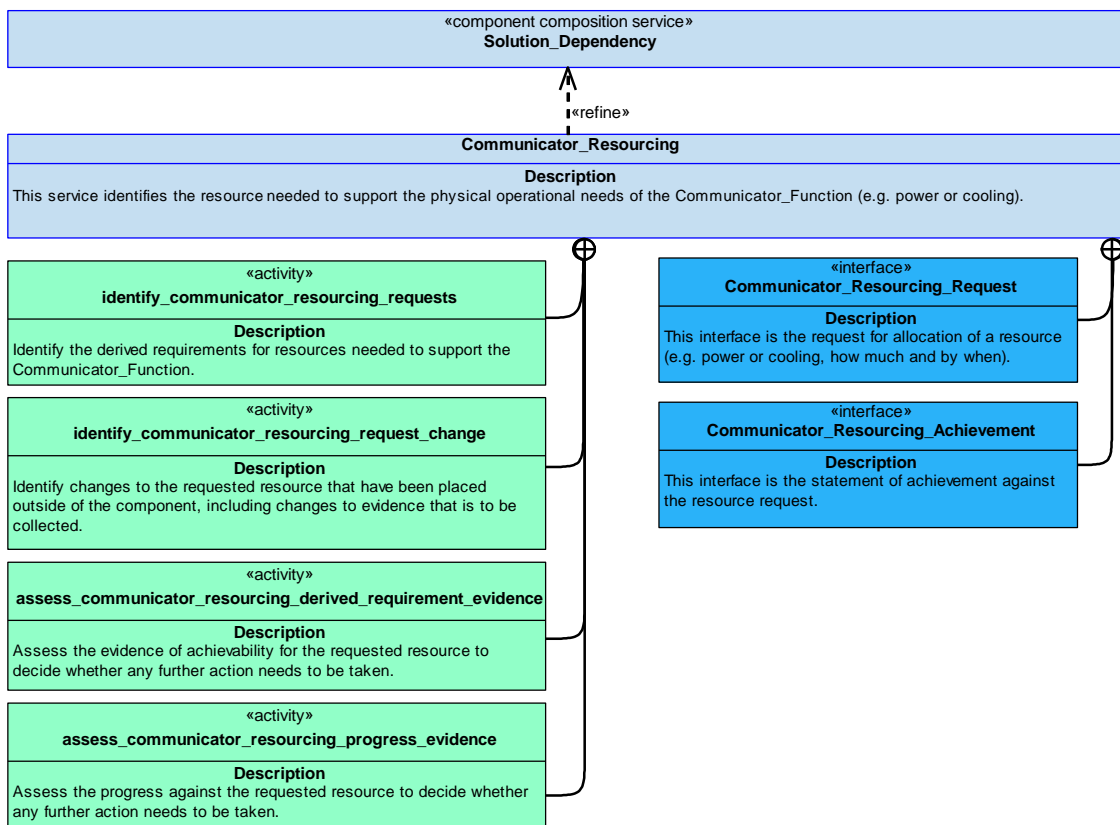 «component composition service»
Solution_Dependency
«refine»
Communicator_Resourcing
Description
This service identifies the resource needed to support the physical operational needs of the Communicator_Function (e.g. power or cooling).
«activity»
identify_communicator_resourcing_requests
Description
Identify the derived requirements for resources needed to support the
Communicator_Function.
«activity»
identify_communicator_resourcing_request_change
Description
Identify changes to the requested resource that have been placed
outside of the component, including changes to evidence that is to be
collected.
«activity»
assess_communicator_resourcing_derived_requirement_evidence
Description
Assess the evidence of achievability for the requested resource to
decide whether any further action needs to be taken.
«activity»
assess_communicator_resourcing_progress_evidence
Description
Assess the progress against the requested resource to decide whether
any further action needs to be taken.
«interface»
Communicator_Resourcing_Request
Description
This interface is the request for allocation of a resource
(e.g. power or cooling, how much and by when).
«interface»
Communicator_Resourcing_Achievement
Description
This interface is the statement of achievement against
the resource request.